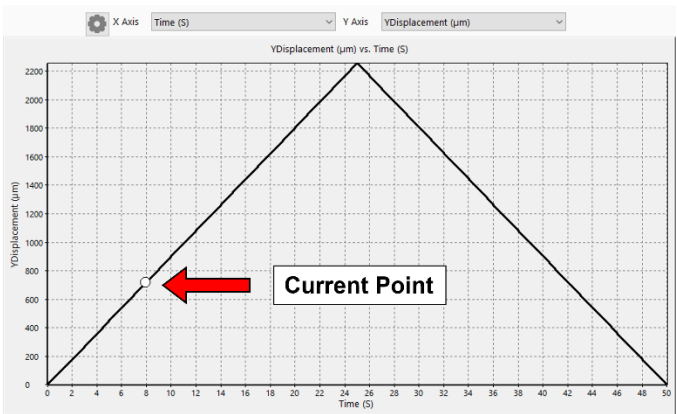 X Axis Time (S) Y Axis YDisplacement (µm)
YDisplacement (µm) vs. Time (S)
YDisplacement (µm)
2200
2000
1800
1600
1400
1200
1000
800
600
400
200
0
Current Point
0 2 4 6 8 10 12 14 16 18 20 22 24 26 28 30 32 34 36 38 40 42 44 46 48 50
Time (S)